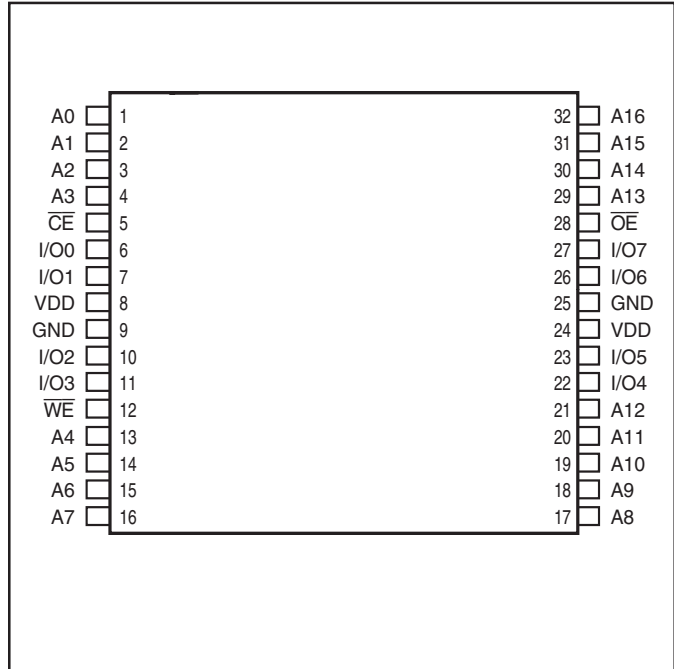 A0 1 32 A16
A1 2 31 A15
A2 3 30 A14
A3 4 29 A13
C̅E̅ 5 28 O̅E̅
I/O0 6 27 I/O7
I/O1 7 26 I/O6
VDD 8 25 GND
GND 9 24 VDD
I/O2 10 23 I/O5
I/O3 11 22 I/O4
W̅E̅ 12 21 A12
A4 13 20 A11
A5 14 19 A10
A6 15 18 A9
A7 16 17 A8